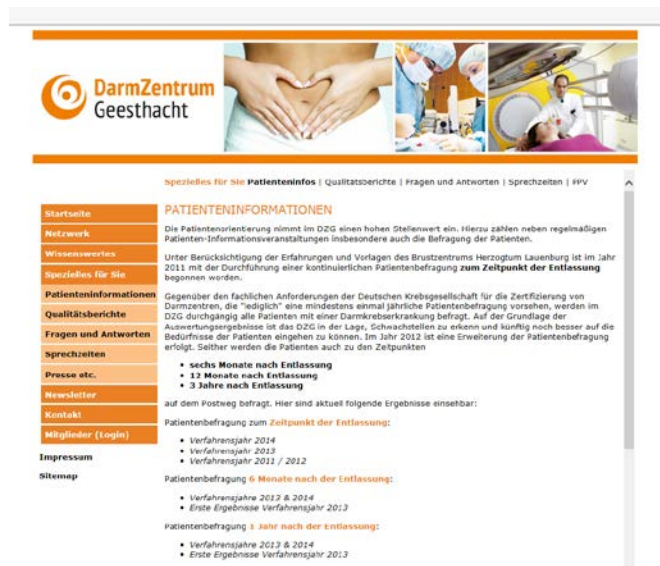 DarmZentrum
Geesthacht
Spezielles für Sie Patienteninfos | Qualitätsberichte | Fragen und Antworten | Sprechzeiten | PPV
Startseite
Netzwerk
Wissenswertes
Spezielles für Sie
Patienteninformationen
Qualitätsberichte
Fragen und Antworten
Sprechzeiten
Presse etc.
Newsletter
Kontakt
Mitglieder (Login)
Impressum
Sitemap
PATIENTENINFORMATIONEN
Die Patientenorientierung nimmt im DZG einen hohen Stellenwert ein. Hierzu zählen neben regelmäßigen
Patienten-Informationsveranstaltungen insbesondere auch die Befragung der Patienten.
Unter Berücksichtigung der Erfahrungen und Vorlagen des Brustzentrums Herzogtum Lauenburg ist im Jahr
2011 mit der Durchführung einer kontinuierlichen Patientenbefragung zum Zeitpunkt der Entlassung
begonnen worden.
Gegenüber den fachlichen Anforderungen der Deutschen Krebsgesellschaft für die Zertifizierung von
Darmzentren, die "lediglich" eine mindestens einmal jährliche Patientenbefragung vorsehen, werden im
DZG durchgängig alle Patienten mit einer Darmkrebserkrankung befragt. Auf der Grundlage der
Auswertungsergebnisse ist das DZG in der Lage, Schwachstellen zu erkennen und künftig noch besser auf die
Bedürfnisse der Patienten eingehen zu können. Im Jahr 2012 ist eine Erweiterung der Patientenbefragung
erfolgt. Seither werden die Patienten auch zu den Zeitpunkten
• sechs Monate nach Entlassung
• 12 Monate nach Entlassung
• 3 Jahre nach Entlassung
auf dem Postweg befragt. Hier sind aktuell folgende Ergebnisse einsehbar:
Patientenbefragung zum Zeitpunkt der Entlassung:
• Verfahrensjahr 2014
• Verfahrensjahr 2013
• Verfahrensjahr 2011 / 2012
Patientenbefragung 6 Monate nach der Entlassung:
• Verfahrensjahre 2013 & 2014
• Erste Ergebnisse Verfahrensjahr 2013
Patientenbefragung 1 Jahr nach der Entlassung:
• Verfahrensjahre 2013 & 2014
• Erste Ergebnisse Verfahrensjahr 2013